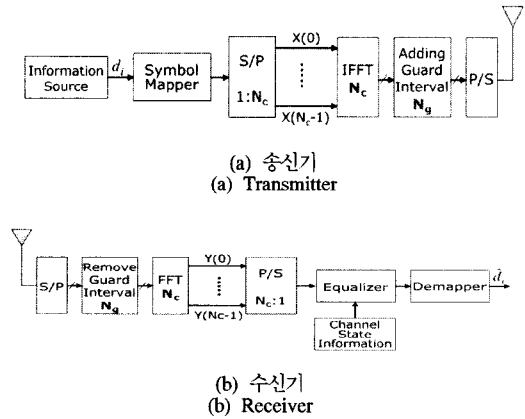 Information
Source
d_i
Symbol
Mapper
S/P
1:N_c
X(0)
X(N_c-1)
IFFT
N_c
Adding
Guard
Interval
N_g
P/S
(a) 송신기
(a) Transmitter
S/P
Remove
Guard
Interval
N_g
FFT
N_c
Y(0)
Y(Nc-1)
P/S
N_c:1
Equalizer
Channel
State
Information
Demapper
d̂_i
(b) 수신기
(b) Receiver